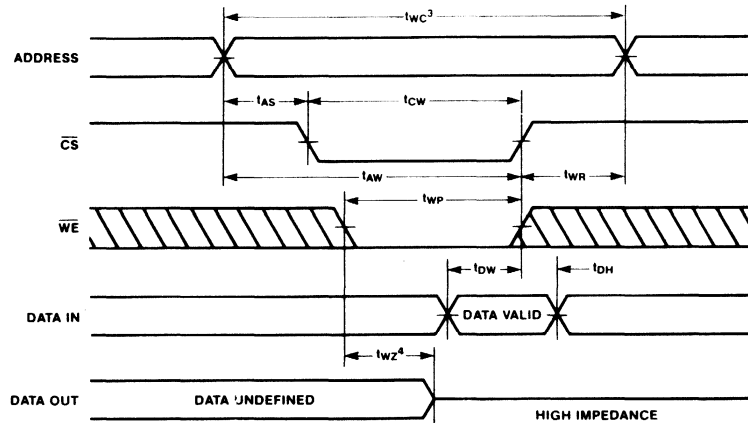 tWC³
ADDRESS
tAS
tCW
CS
tAW
tWR
tWP
WE
tDW
tDH
DATA IN
DATA VALID
tWZ⁴
DATA OUT
DATA UNDEFINED
HIGH IMPEDANCE